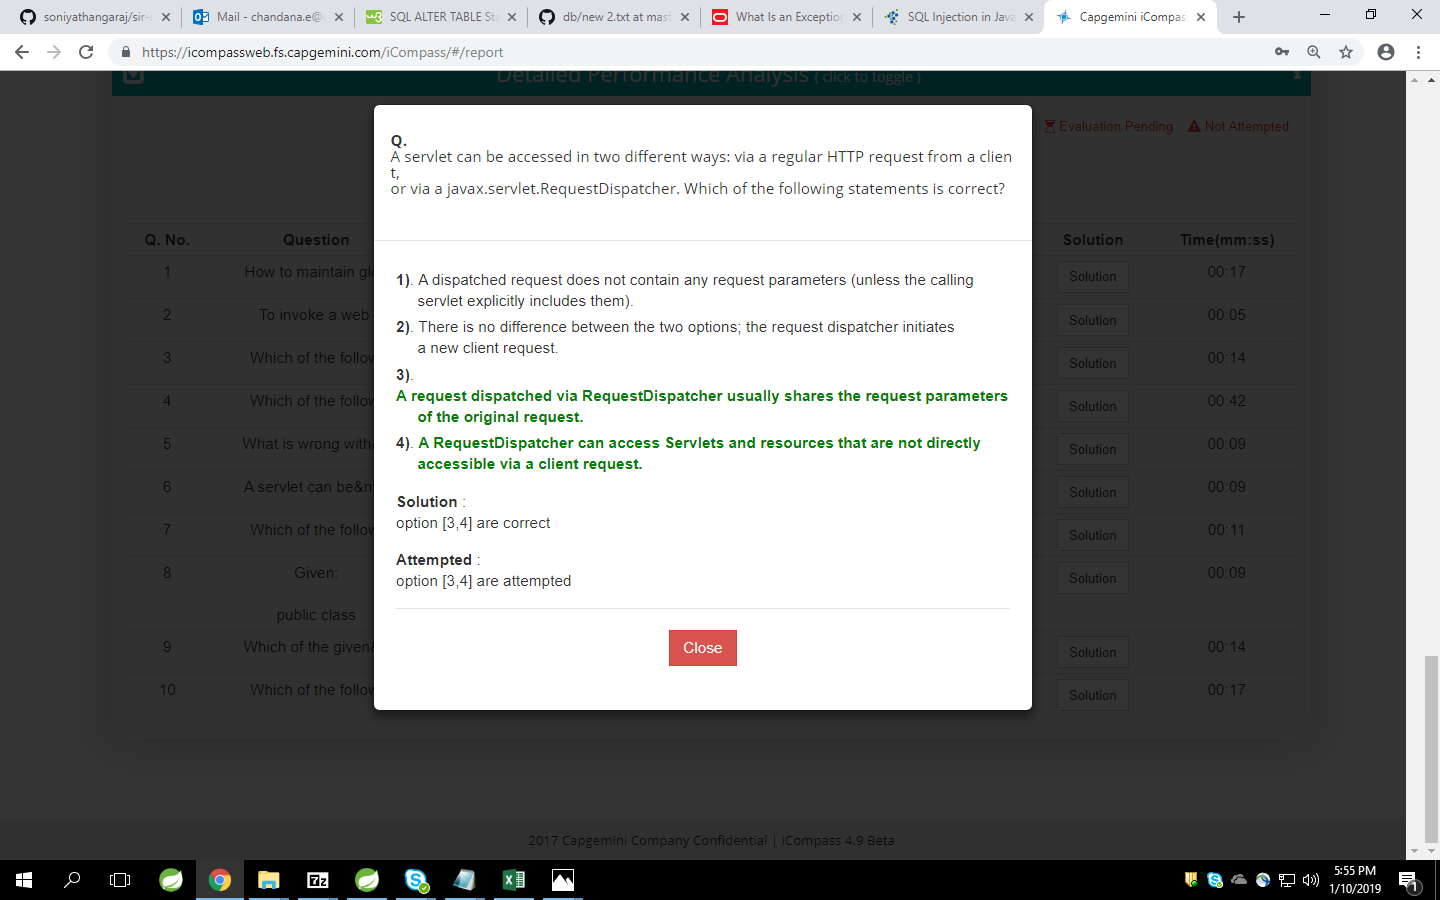 soniyathangaraj/sir-
Mail - chandana.e@
SQL ALTER TABLE Sta
db/new 2.txt at mast
What Is an Exception
SQL Injection in Java
Capgemini iCompas
https://icompassweb.fs.capgemini.com/iCompass/#/report
Detailed Performance Analysis ( click to toggle )
Evaluation Pending
Not Attempted
Q.
A servlet can be accessed in two different ways: via a regular HTTP request from a clien
t,
or via a javax.servlet.RequestDispatcher. Which of the following statements is correct?
1). A dispatched request does not contain any request parameters (unless the calling
servlet explicitly includes them).
2). There is no difference between the two options; the request dispatcher initiates
a new client request.
3).
A request dispatched via RequestDispatcher usually shares the request parameters
of the original request.
4). A RequestDispatcher can access Servlets and resources that are not directly
accessible via a client request.
Solution :
option [3,4] are correct
Attempted :
option [3,4] are attempted
Close
Q. No. Question Solution Time(mm:ss)
1 How to maintain gl Solution 00:17
2 To invoke a web Solution 00:05
3 Which of the follov Solution 00:14
4 Which of the follov Solution 00:42
5 What is wrong with Solution 00:09
6 A servlet can be&n Solution 00:09
7 Which of the follov Solution 00:11
8 Given: Solution 00:09
public class
9 Which of the given Solution 00:14
10 Which of the follov Solution 00:17
2017 Capgemini Company Confidential | iCompass 4.9 Beta
5:55 PM
1/10/2019
1